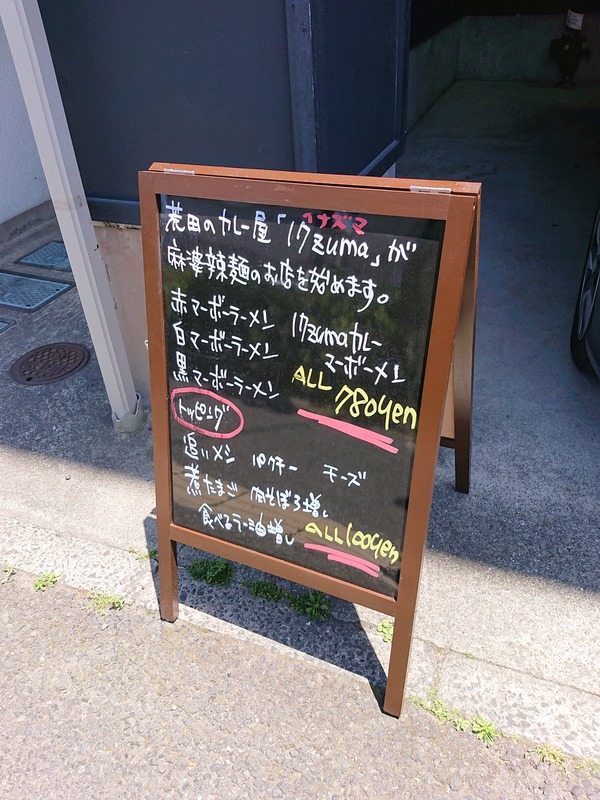 荒田のカレー屋「17zuma」が
イナズマ
麻婆辣麺のお店を始めます。
赤マーボーラーメン
白マーボーラーメン
黒マーボーラーメン
17zumaカレー
マーボーメン
ALL 780yen
トッピング
追いメシ パクチー チーズ
煮たまご 肉そぼろ増し
食べるラー油増し ALL100yen